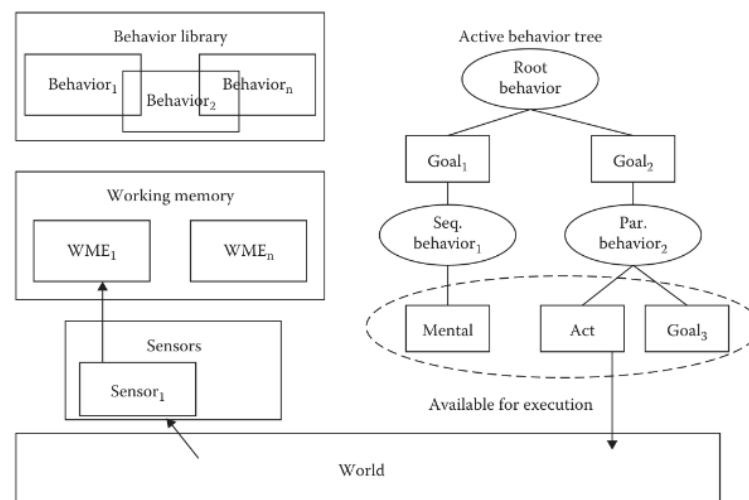 Behavior library
Behavior₁
Behavior₂
Behaviorₙ
Working memory
WME₁
WMEₙ
Sensors
Sensor₁
Active behavior tree
Root
behavior
Goal₁
Goal₂
Seq.
behavior₁
Par.
behavior₂
Mental
Act
Goal₃
Available for execution
World